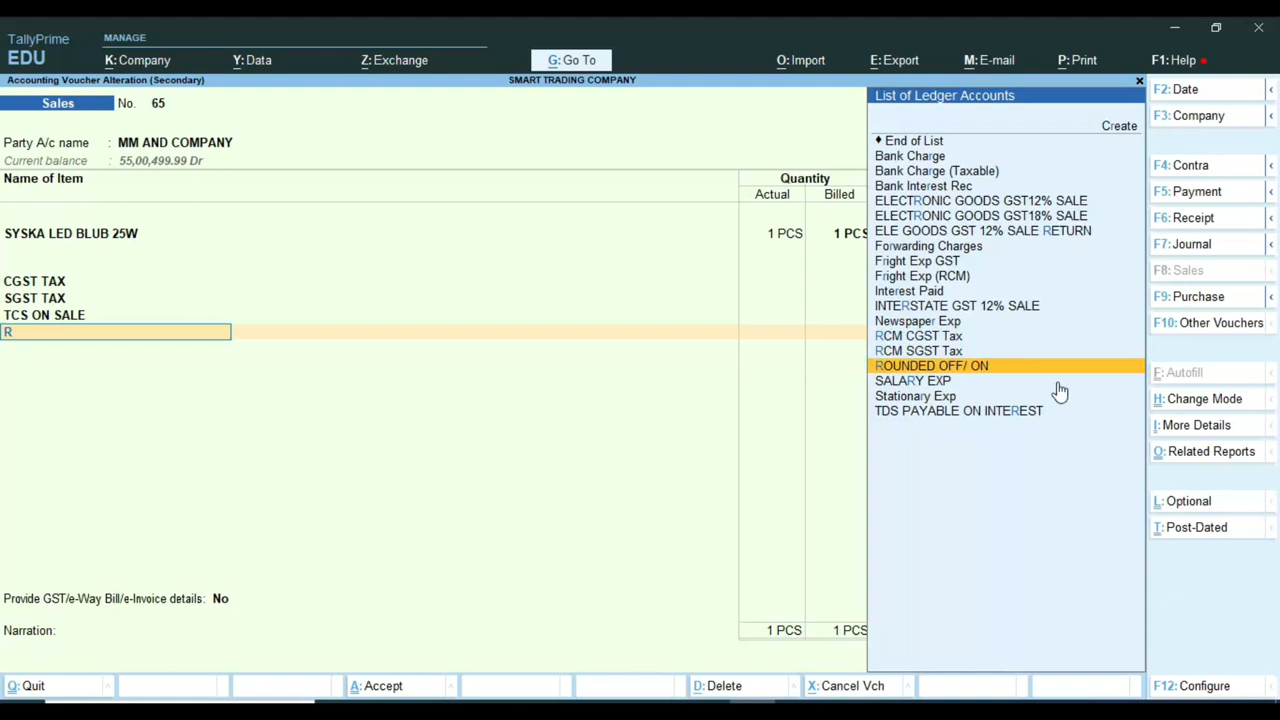 TallyPrime
EDU
MANAGE
K: Company
Y: Data
Z: Exchange
G: Go To
O: Import
E: Export
M: E-mail
P: Print
F1: Help
Accounting Voucher Alteration (Secondary)
SMART TRADING COMPANY
Sales No. 65
Party A/c name : MM AND COMPANY
Current balance : 55,00,499.99 Dr
Name of Item
Quantity
Actual Billed
SYSKA LED BLUB 25W 1 PCS 1 PCS
CGST TAX
SGST TAX
TCS ON SALE
R
Provide GST/e-Way Bill/e-Invoice details: No
Narration: 1 PCS 1 PCS
List of Ledger Accounts
Create
♦ End of List
Bank Charge
Bank Charge (Taxable)
Bank Interest Rec
ELECTRONIC GOODS GST12% SALE
ELECTRONIC GOODS GST18% SALE
ELE GOODS GST 12% SALE RETURN
Forwarding Charges
Fright Exp GST
Fright Exp (RCM)
Interest Paid
INTERSTATE GST 12% SALE
Newspaper Exp
RCM CGST Tax
RCM SGST Tax
ROUNDED OFF/ ON
SALARY EXP
Stationary Exp
TDS PAYABLE ON INTEREST
F2: Date
F3: Company
F4: Contra
F5: Payment
F6: Receipt
F7: Journal
F8: Sales
F9: Purchase
F10: Other Vouchers
F: Autofill
H: Change Mode
I: More Details
O: Related Reports
L: Optional
T: Post-Dated
Q: Quit
A: Accept
D: Delete
X: Cancel Vch
F12: Configure